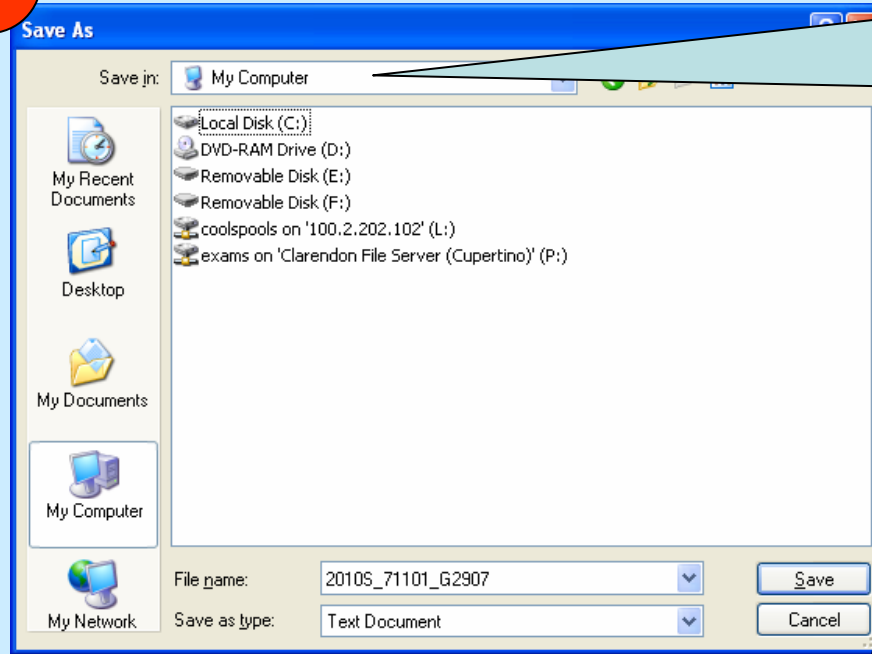 Save As
Save in:
My Computer
Local Disk (C:)
DVD-RAM Drive (D:)
Removable Disk (E:)
Removable Disk (F:)
coolspools on '100.2.202.102' (L:)
exams on 'Clarendon File Server (Cupertino)' (P:)
My Recent
Documents
Desktop
My Documents
My Computer
My Network
File name:
2010S_71101_G2907
Save
Save as type:
Text Document
Cancel